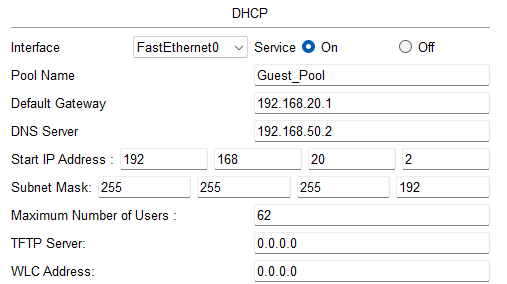 DHCP
Interface FastEthernet0 Service On Off
Pool Name Guest_Pool
Default Gateway 192.168.20.1
DNS Server 192.168.50.2
Start IP Address : 192 168 20 2
Subnet Mask: 255 255 255 192
Maximum Number of Users : 62
TFTP Server: 0.0.0.0
WLC Address: 0.0.0.0